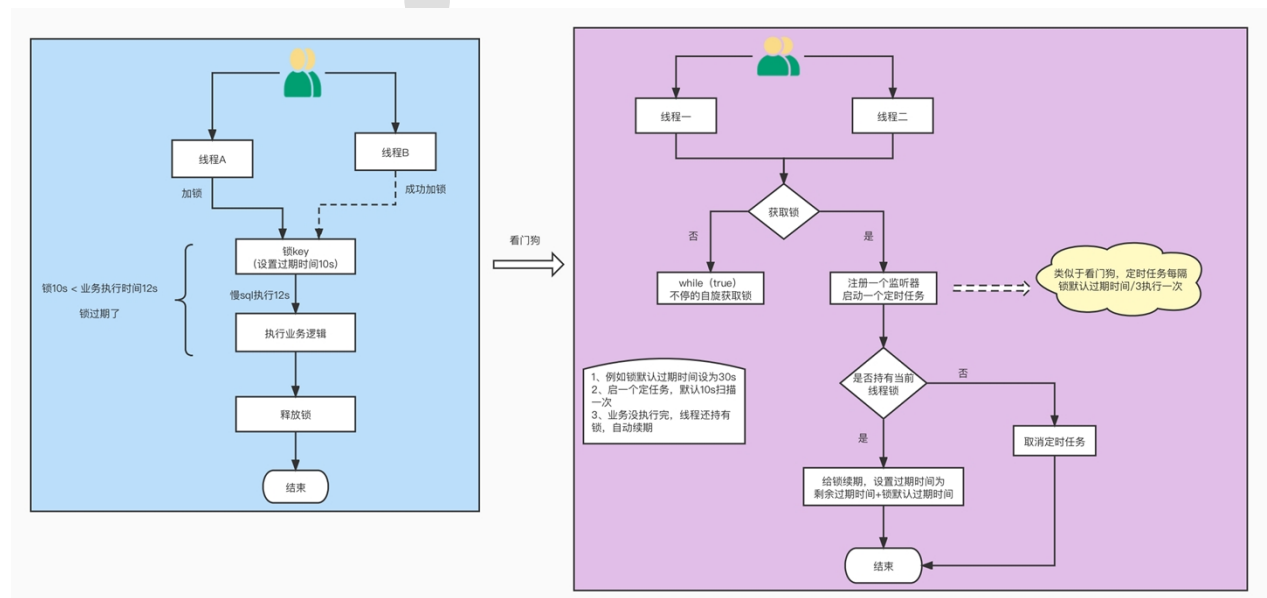 线程A
线程B
加锁
成功加锁
锁key
（设置过期时间10s）
锁10s < 业务执行时间12s
锁过期了
慢sql执行12s
执行业务逻辑
释放锁
结束
看门狗
线程一
线程二
获取锁
否
是
while（true）
不停的自旋获取锁
注册一个监听器
启动一个定时任务
类似于看门狗，定时任务每隔
锁默认过期时间/3执行一次
1、例如锁默认过期时间设为30s
2、启一个定任务，默认10s扫描
一次
3、业务没执行完，线程还持有
锁，自动续期
是否持有当前
线程锁
否
是
取消定时任务
给锁续期，设置过期时间为
剩余过期时间+锁默认过期时间
结束